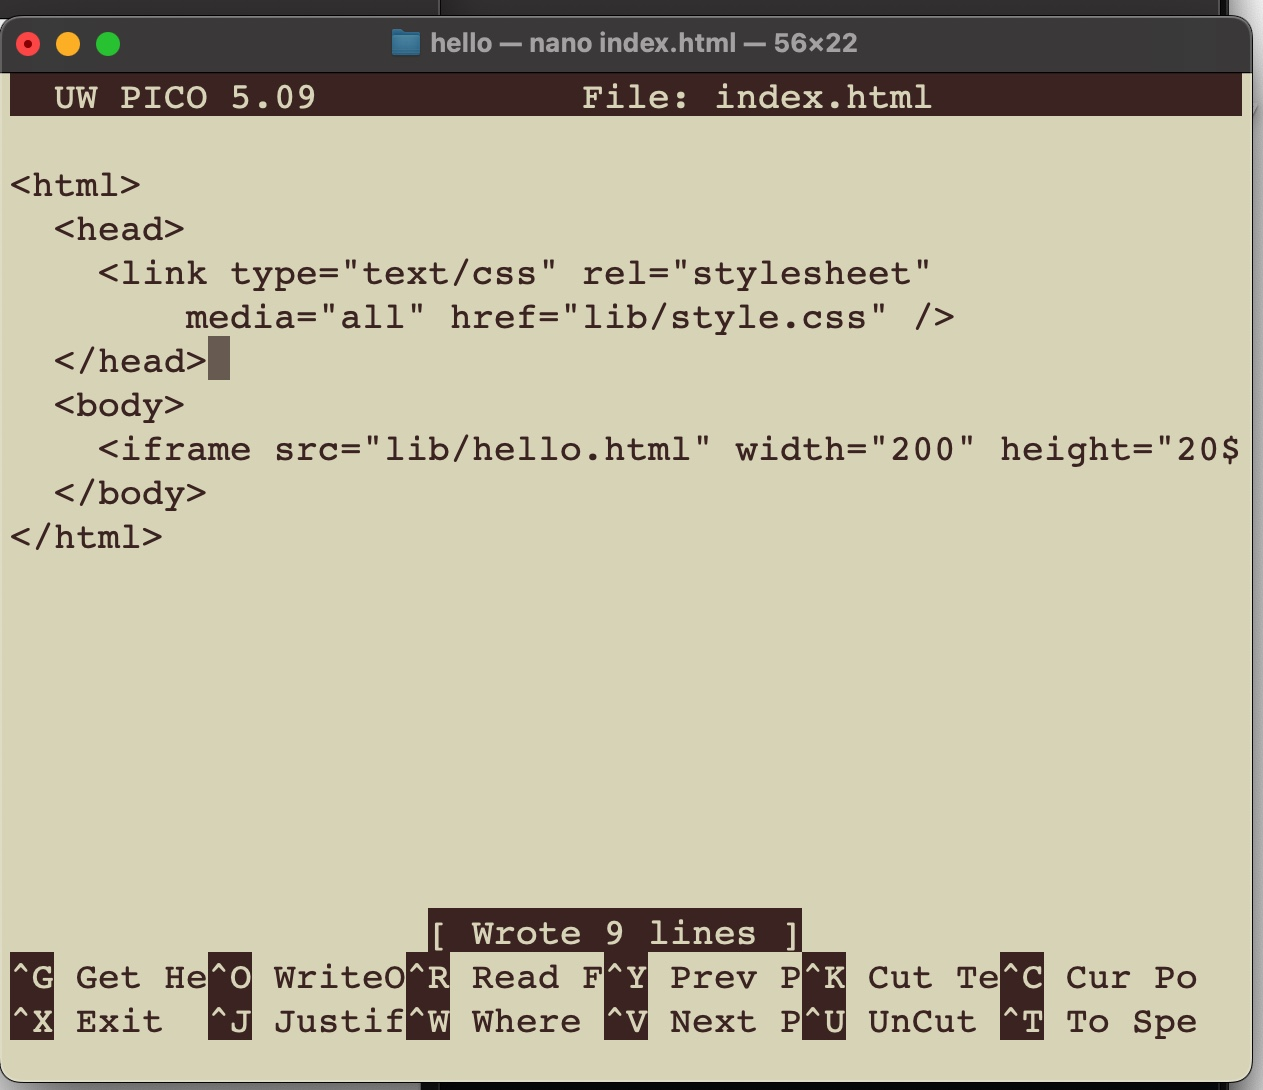 hello — nano index.html — 56×22
UW PICO 5.09 File: index.html
<html>
  <head>
    <link type="text/css" rel="stylesheet"
        media="all" href="lib/style.css" />
  </head>
  <body>
    <iframe src="lib/hello.html" width="200" height="20$
  </body>
</html>
[ Wrote 9 lines ]
^G Get He^O WriteO^R Read F^Y Prev P^K Cut Te^C Cur Po
^X Exit ^J Justif^W Where ^V Next P^U UnCut ^T To Spe